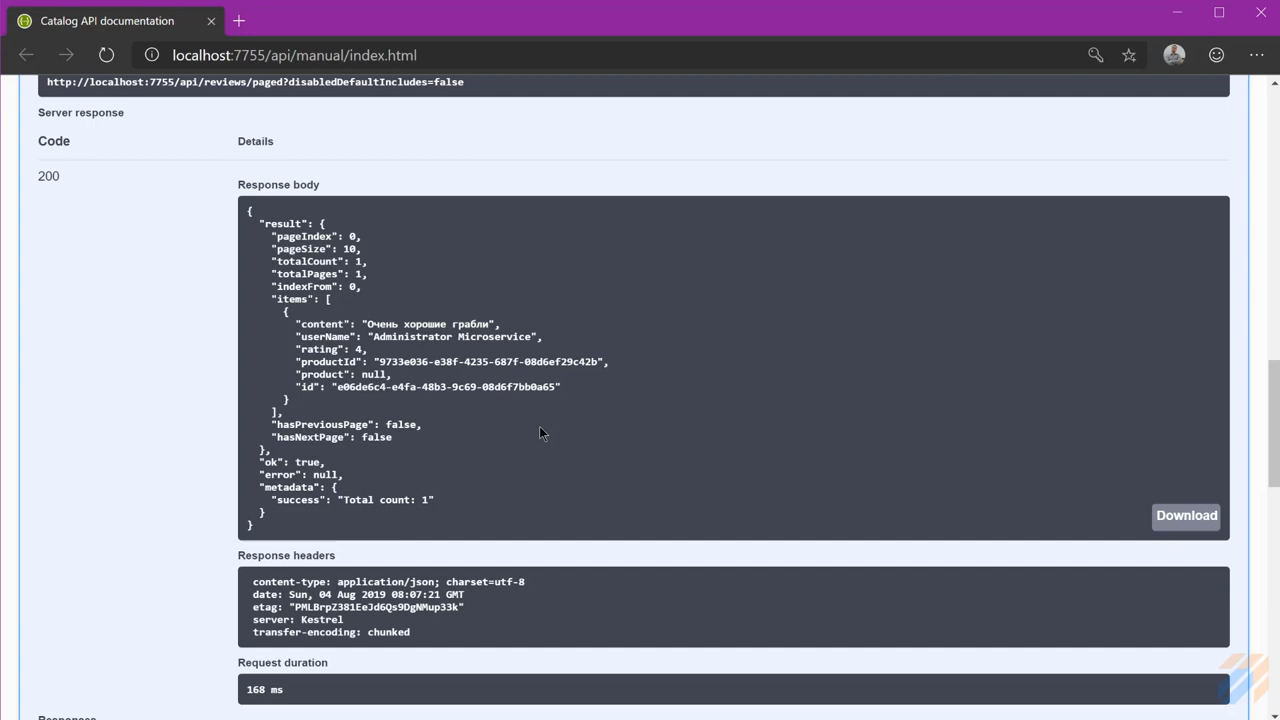 Catalog API documentation
localhost:7755/api/manual/index.html
http://localhost:7755/api/reviews/paged?disabledDefaultIncludes=false
Server response
Code
Details
200
Response body
{
"result": {
"pageIndex": 0,
"pageSize": 10,
"totalCount": 1,
"totalPages": 1,
"indexFrom": 0,
"items": [
{
"content": "Очень хорошие грабли",
"userName": "Administrator Microservice",
"rating": 4,
"productId": "9733e036-e38f-4235-687f-08d6ef29c42b",
"product": null,
"id": "e06de6c4-e4fa-48b3-9c69-08d6f7bb0a65"
}
],
"hasPreviousPage": false,
"hasNextPage": false
},
"ok": true,
"error": null,
"metadata": {
"success": "Total count: 1"
}
}
Download
Response headers
content-type: application/json; charset=utf-8
date: Sun, 04 Aug 2019 08:07:21 GMT
etag: "PMLBrpZ381EeJd6Qs9DgNMup33k"
server: Kestrel
transfer-encoding: chunked
Request duration
168 ms
Responses